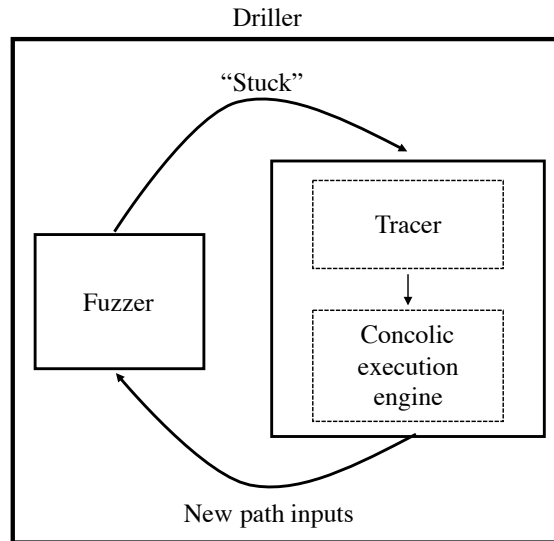 Driller
“Stuck”
Tracer
Fuzzer
Concolic
execution
engine
New path inputs